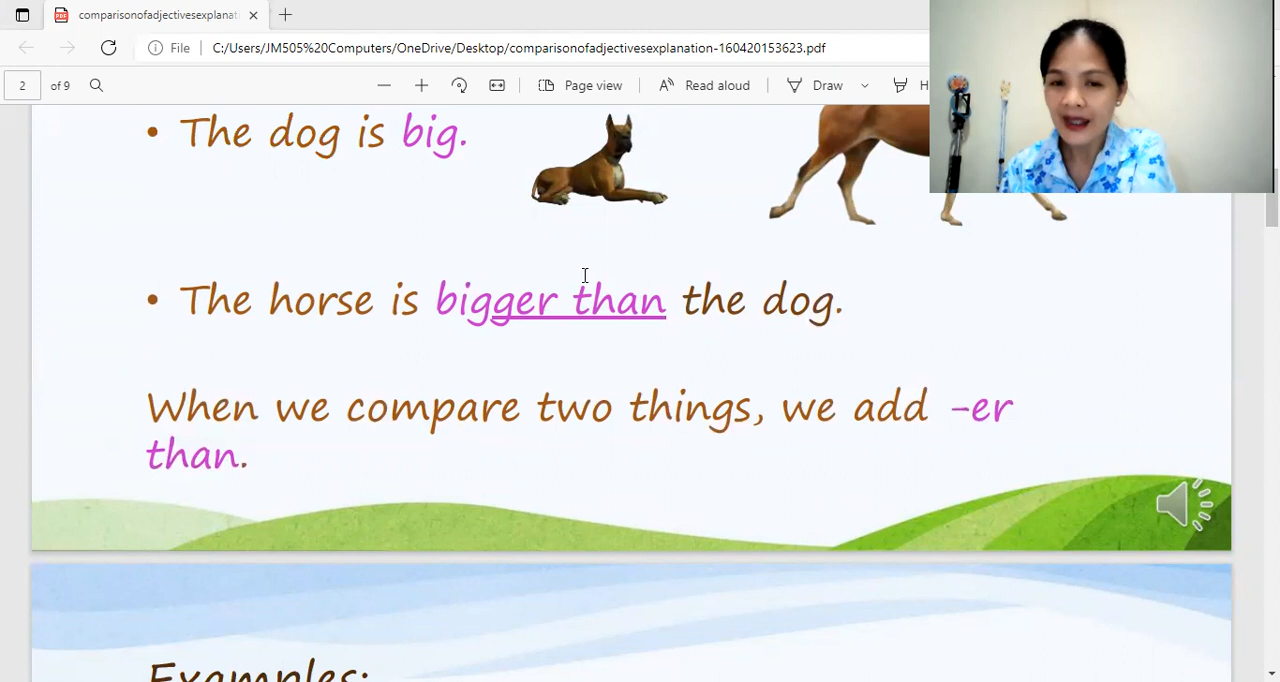 comparisonofadjectivesexplanat
File C:/Users/JM505%20Computers/OneDrive/Desktop/comparisonofadjectivesexplanation-160420153623.pdf
2 of 9 Page view Read aloud Draw H
• The dog is big.
• The horse is bigger than the dog.
When we compare two things, we add -er
than.
Examples: